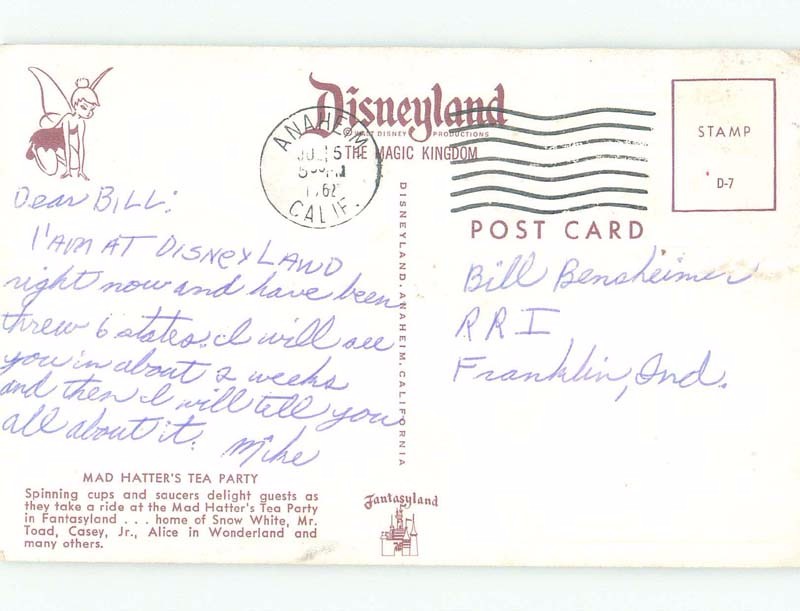 Disneyland
© WALT DISNEY PRODUCTIONS
THE MAGIC KINGDOM
ANAHEIM
CALIF.
STAMP
D-7
POST CARD
Dear BILL:
I'AM AT DISNEYLAND
right now and have been
threw 6 states. I will see
you in about 2 weeks
and then I will tell you
all about it. Mike
DISNEYLAND, ANAHEIM, CALIFORNIA
Bill Bensheimer
RR I
Franklin, Ind.
MAD HATTER'S TEA PARTY
Spinning cups and saucers delight guests as
they take a ride at the Mad Hatter's Tea Party
in Fantasyland . . . home of Snow White, Mr.
Toad, Casey, Jr., Alice in Wonderland and
many others.
Fantasyland